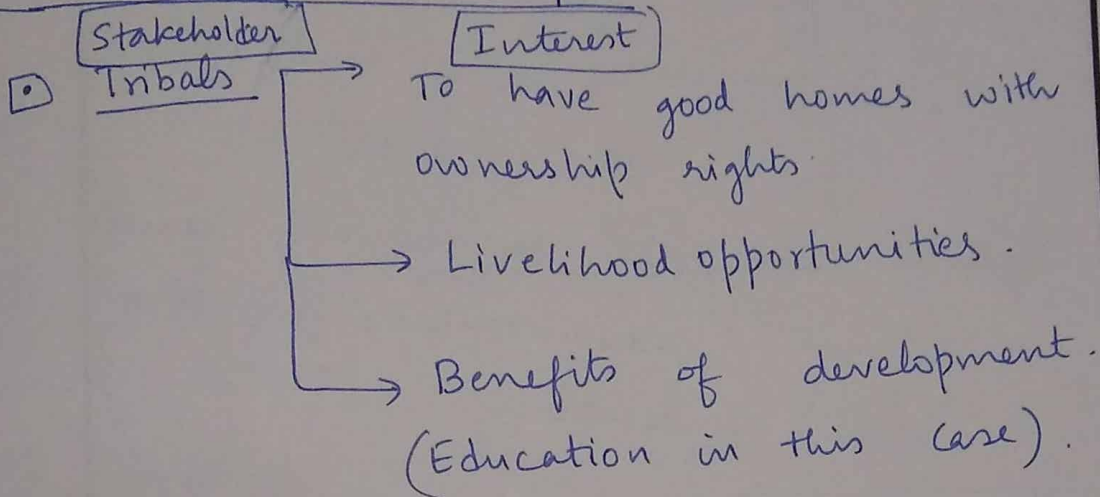 Stakeholder Interest
Tribals To have good homes with
ownership rights.
Livelihood opportunities.
Benefits of development.
(Education in this case).